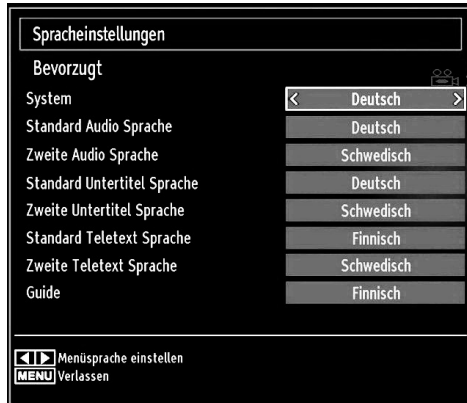 Spracheinstellungen
Bevorzugt
System < Deutsch >
Standard Audio Sprache Deutsch
Zweite Audio Sprache Schwedisch
Standard Untertitel Sprache Deutsch
Zweite Untertitel Sprache Schwedisch
Standard Teletext Sprache Finnisch
Zweite Teletext Sprache Schwedisch
Guide Finnisch
Menüsprache einstellen
MENU Verlassen